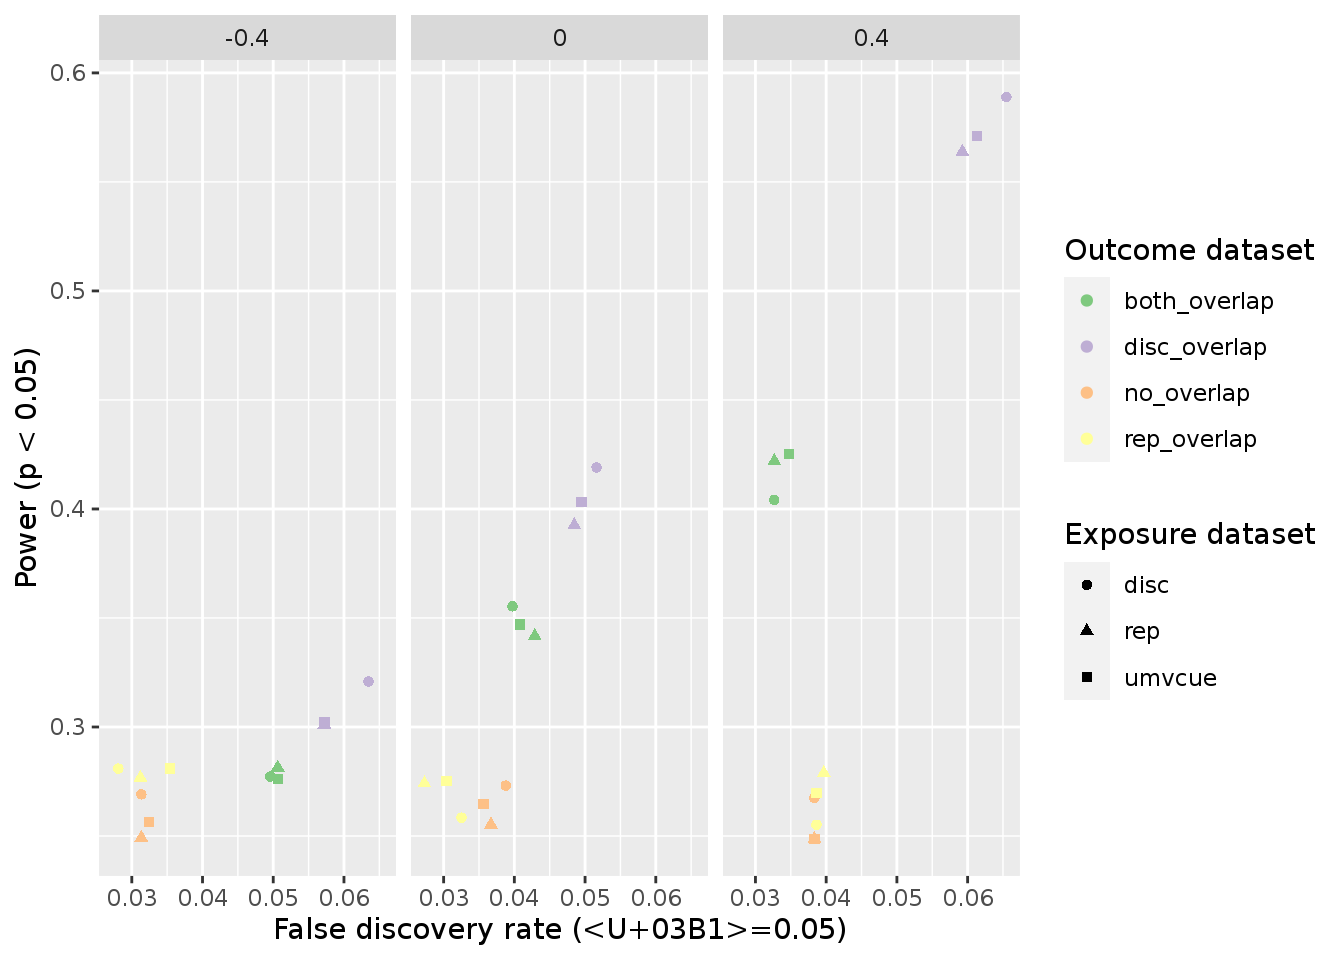 -0.4
0
0.4
Power (p < 0.05)
0.6
0.5
0.4
0.3
0.03 0.04 0.05 0.06
0.03 0.04 0.05 0.06
0.03 0.04 0.05 0.06
False discovery rate (<U+03B1>=0.05)
Outcome dataset
both_overlap
disc_overlap
no_overlap
rep_overlap
Exposure dataset
disc
rep
umvcue